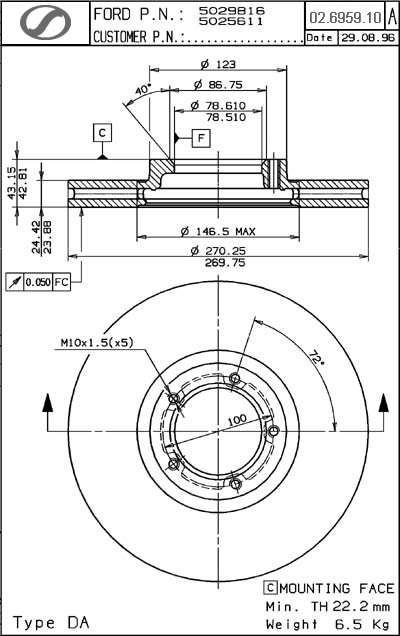 FORD P.N.: 5029816
5025611
CUSTOMER P.N.:....................
02.6959.10 A
Date 29.08.96
ø 123
ø 86.75
40°
ø 78.610
78.510
C
F
43.15
42.81
24.42
23.88
ø 146.5 MAX
ø 270.25
269.75
0.050 FC
M10x1.5(x5)
72°
100
C MOUNTING FACE
Min. TH 22.2 mm
Type DA
Weight 6.5 Kg